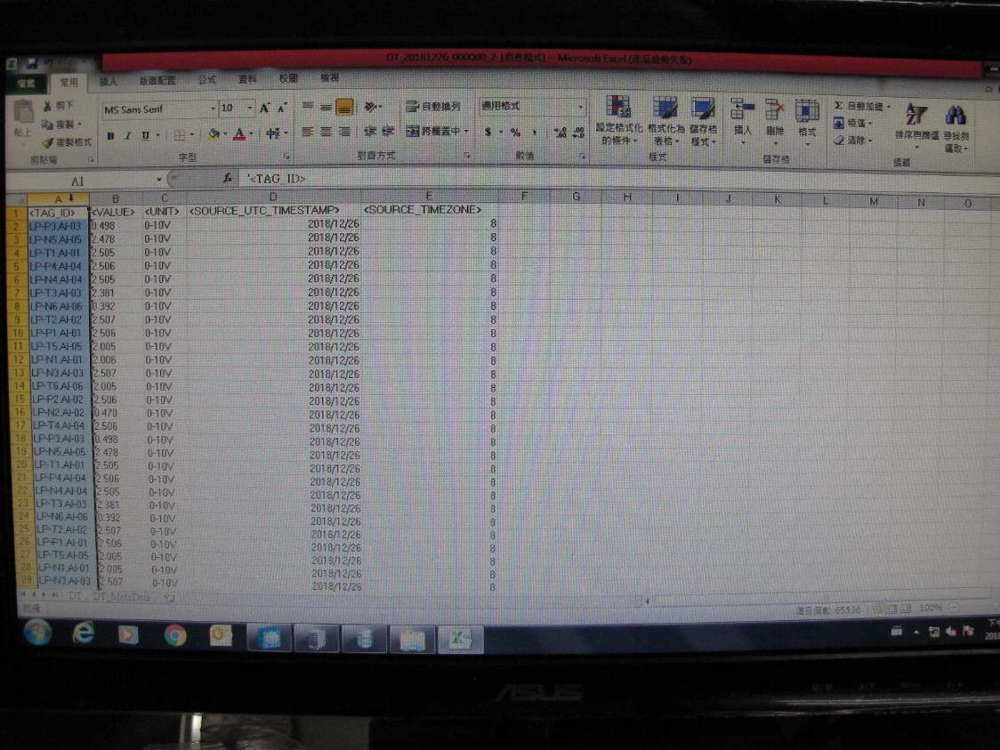 DT_20181226_000000_2 [相容模式] - Microsoft Excel (產品啟動失敗)
檔案 常用 插入 版面配置 公式 資料 校閱 檢視
剪下 MS Sans Serif 10 自動換列 通用格式 自動加總
貼上 複製 填滿
複製格式 B I U 跨欄置中 $ % , 設定格式化的條件 格式化為表格 儲存格樣式 插入 刪除 格式 清除 排序與篩選 尋找與選取
剪貼簿 字型 對齊方式 數值 樣式 儲存格 編輯
A1 fx '<TAG_ID>
A B C D E F G H I J K L M N O
1 <TAG_ID> <VALUE> <UNIT> <SOURCE_UTC_TIMESTAMP> <SOURCE_TIMEZONE>
2 LP-P3.AI-03 0.498 0-10V 2018/12/26 8
3 LP-N5.AI-05 2.478 0-10V 2018/12/26 8
4 LP-T1.AI-01 2.505 0-10V 2018/12/26 8
5 LP-P4.AI-04 2.506 0-10V 2018/12/26 8
6 LP-N4.AI-04 2.505 0-10V 2018/12/26 8
7 LP-T3.AI-03 2.381 0-10V 2018/12/26 8
8 LP-N6.AI-06 0.392 0-10V 2018/12/26 8
9 LP-T2.AI-02 2.507 0-10V 2018/12/26 8
10 LP-P1.AI-01 2.506 0-10V 2018/12/26 8
11 LP-T5.AI-05 2.005 0-10V 2018/12/26 8
12 LP-N1.AI-01 2.006 0-10V 2018/12/26 8
13 LP-N3.AI-03 2.507 0-10V 2018/12/26 8
14 LP-T6.AI-06 2.005 0-10V 2018/12/26 8
15 LP-P2.AI-02 2.506 0-10V 2018/12/26 8
16 LP-N2.AI-02 0.470 0-10V 2018/12/26 8
17 LP-T4.AI-04 2.506 0-10V 2018/12/26 8
18 LP-P3.AI-03 0.498 0-10V 2018/12/26 8
19 LP-N5.AI-05 2.478 0-10V 2018/12/26 8
20 LP-T1.AI-01 2.505 0-10V 2018/12/26 8
21 LP-P4.AI-04 2.506 0-10V 2018/12/26 8
22 LP-N4.AI-04 2.505 0-10V 2018/12/26 8
23 LP-T3.AI-03 2.381 0-10V 2018/12/26 8
24 LP-N6.AI-06 0.392 0-10V 2018/12/26 8
25 LP-T2.AI-02 2.507 0-10V 2018/12/26 8
26 LP-P1.AI-01 2.506 0-10V 2018/12/26 8
27 LP-T5.AI-05 2.005 0-10V 2018/12/26 8
28 LP-N1.AI-01 2.005 0-10V 2018/12/26 8
29 LP-N3.AI-03 2.507 0-10V 2018/12/26 8
DT DT_MetaData
就緒 項目個數: 65536 100%
下午
ASUS